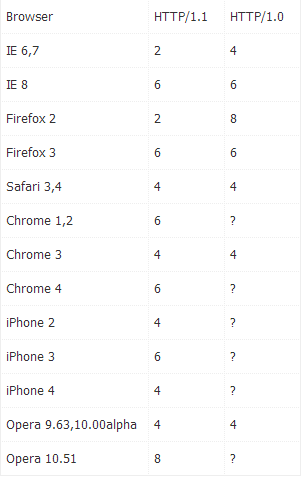 Browser HTTP/1.1 HTTP/1.0
IE 6,7 2 4
IE 8 6 6
Firefox 2 2 8
Firefox 3 6 6
Safari 3,4 4 4
Chrome 1,2 6 ?
Chrome 3 4 4
Chrome 4 6 ?
iPhone 2 4 ?
iPhone 3 6 ?
iPhone 4 4 ?
Opera 9.63,10.00alpha 4 4
Opera 10.51 8 ?